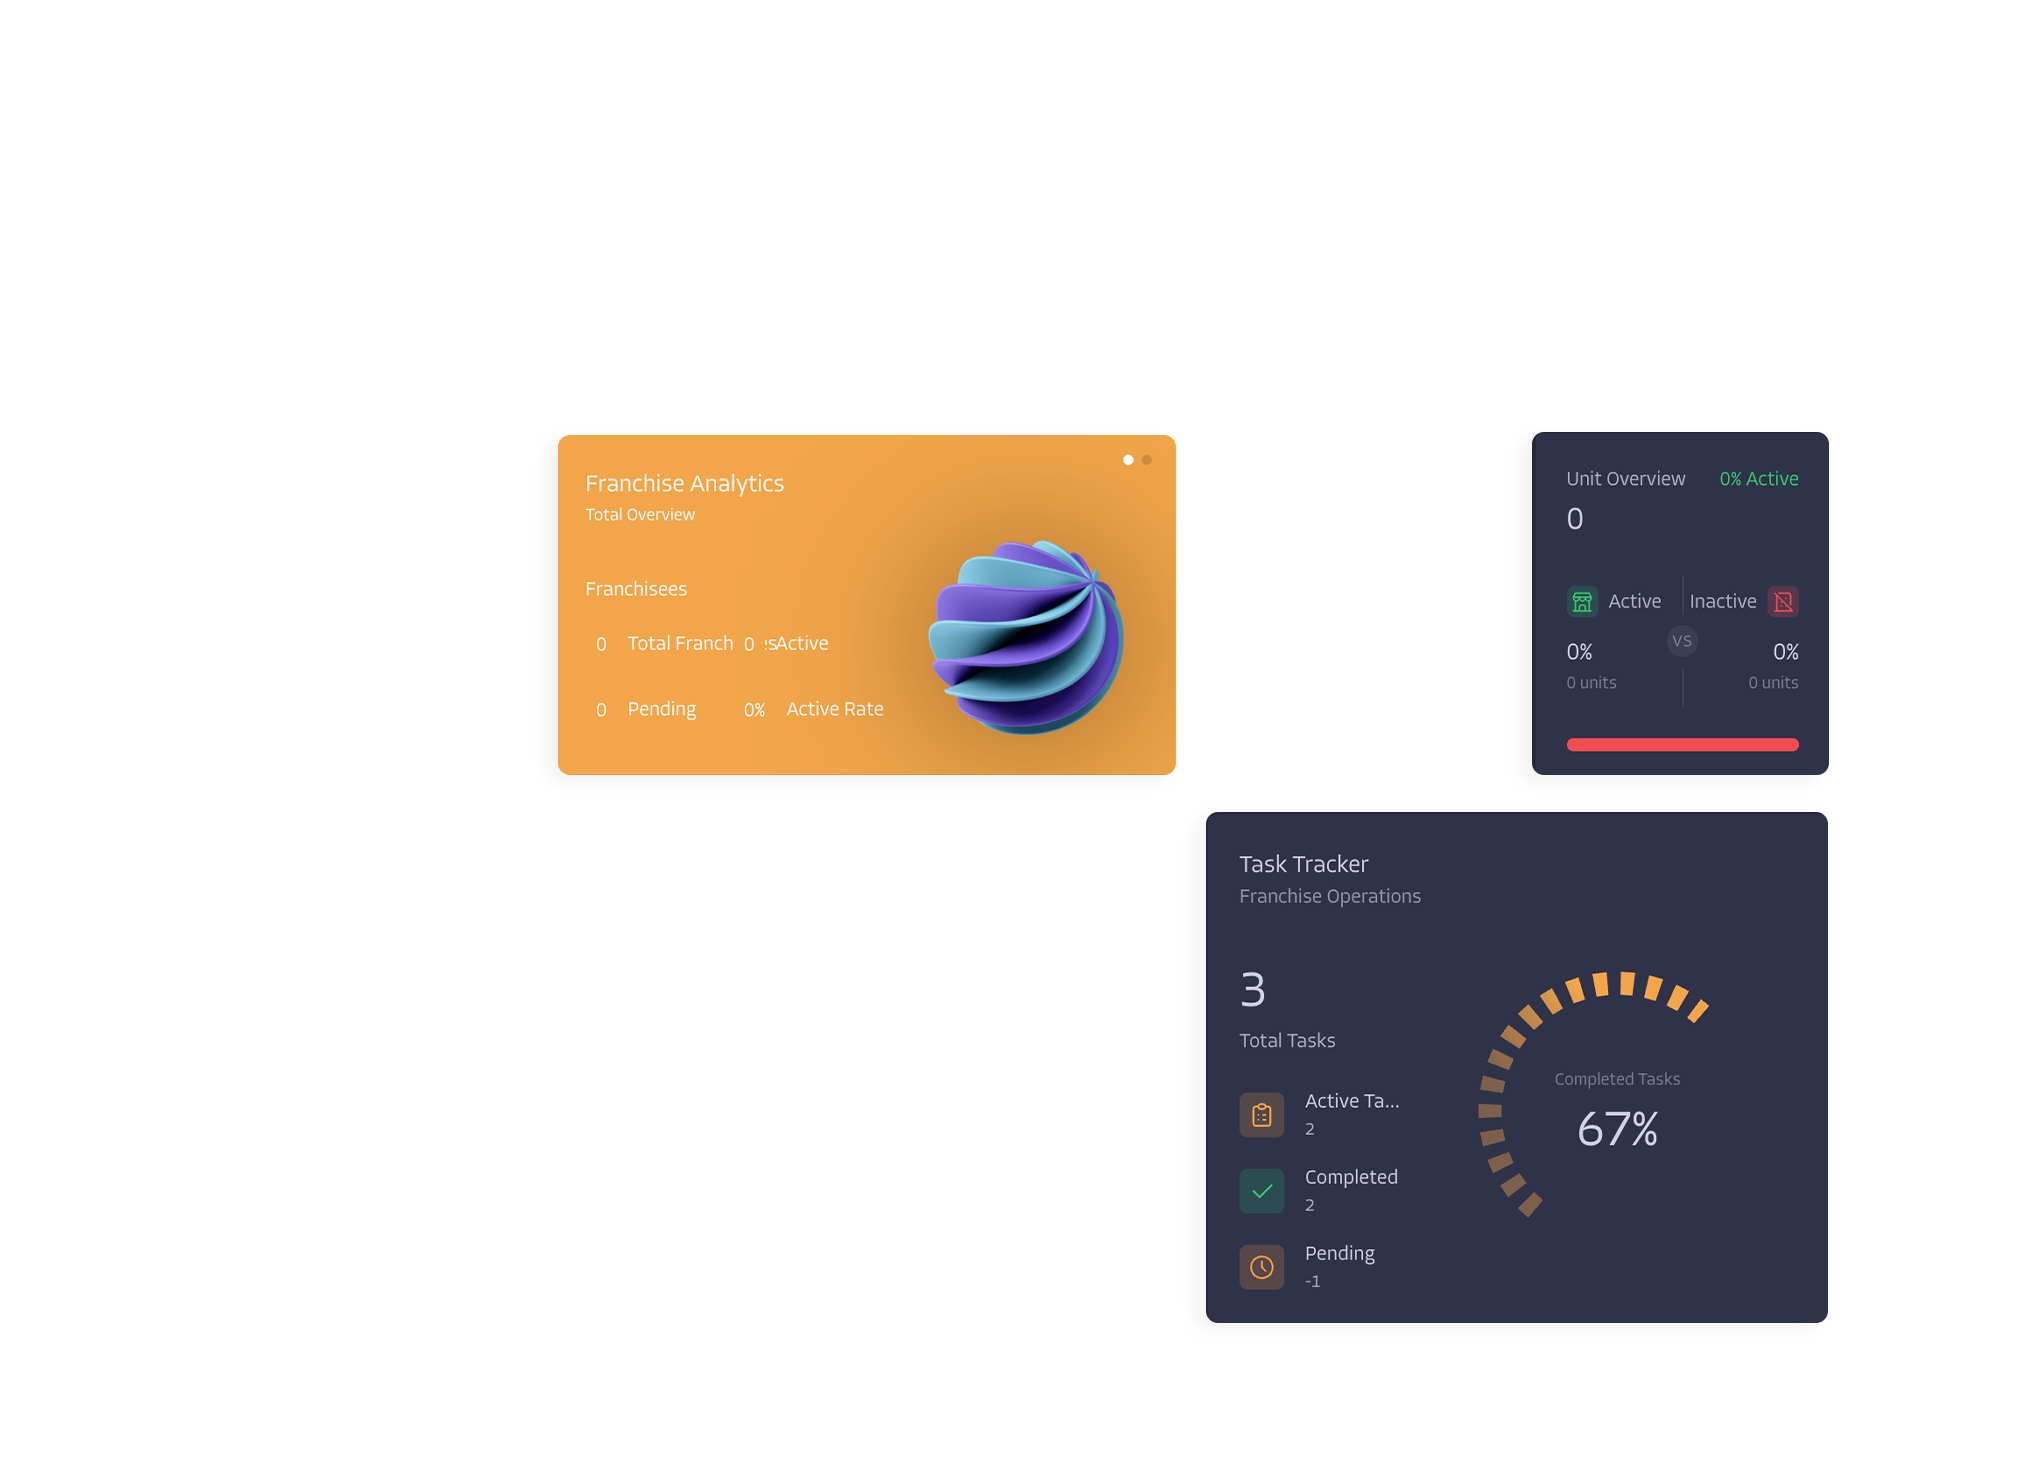 Franchise Analytics
Total Overview
Franchisees
0 Total Franch 0 sActive
0 Pending 0% Active Rate
Unit Overview 0% Active
0
Active Inactive
VS
0% 0%
0 units 0 units
Task Tracker
Franchise Operations
3
Total Tasks
Active Ta...
2
Completed
2
Pending
-1
Completed Tasks
67%